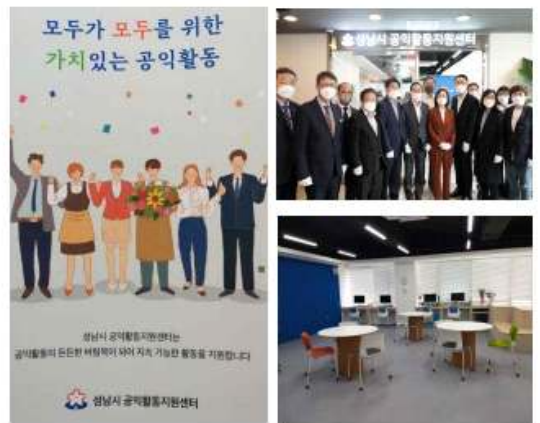 모두가 모두를 위한
가치있는 공익활동
성남시 공익활동지원센터는
공익활동의 든든한 버팀목이 되어 지속 가능한 활동을 지원합니다
성남시 공익활동지원센터
성남시 공익활동지원센터